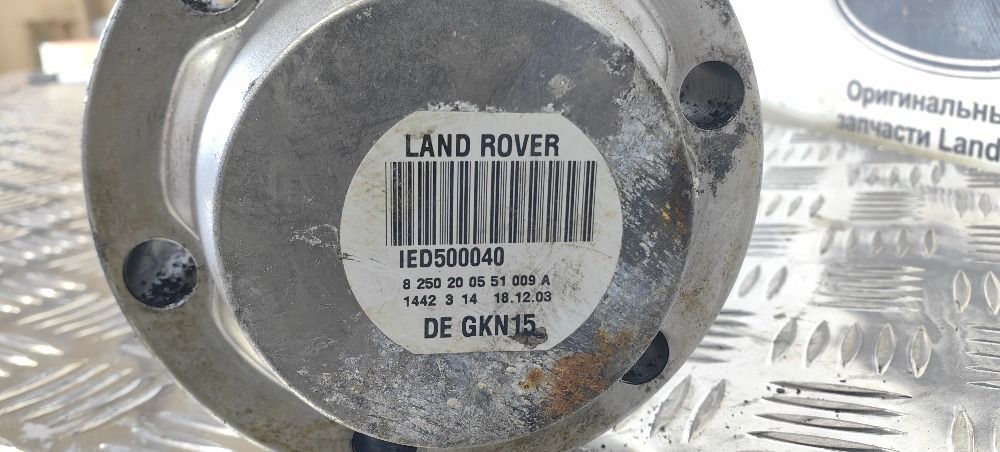 LAND ROVER
IED500040
8 250 20 05 51 009 A
1442 3 14 18.12.03
DE GKN15
Оригинальны
запчасти Land